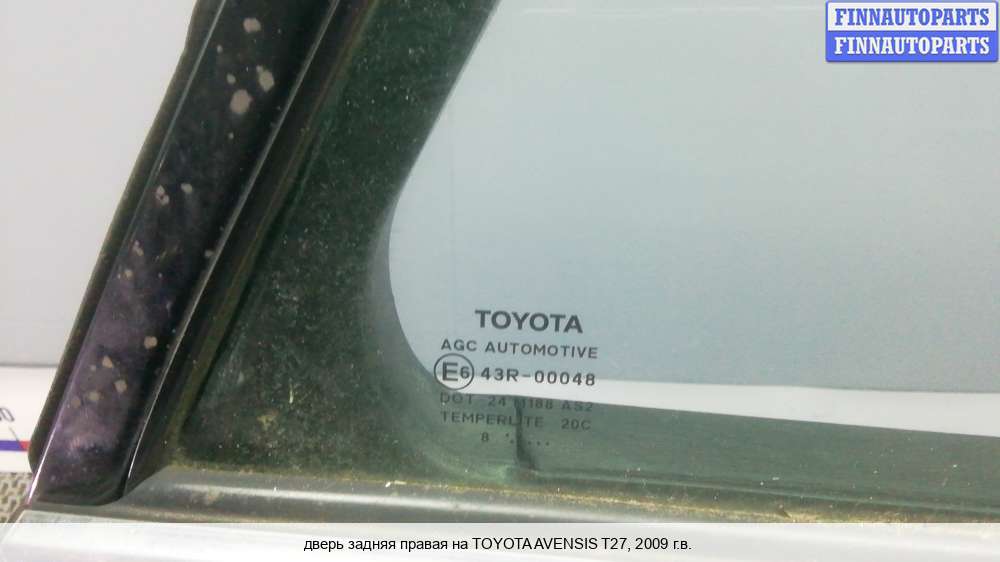 FINNAUTOPARTS
FINNAUTOPARTS
TOYOTA
AGC AUTOMOTIVE
E6 43R-00048
DOT 24 M188 AS2
TEMPERLITE 20C
8
дверь задняя правая на TOYOTA AVENSIS T27, 2009 г.в.